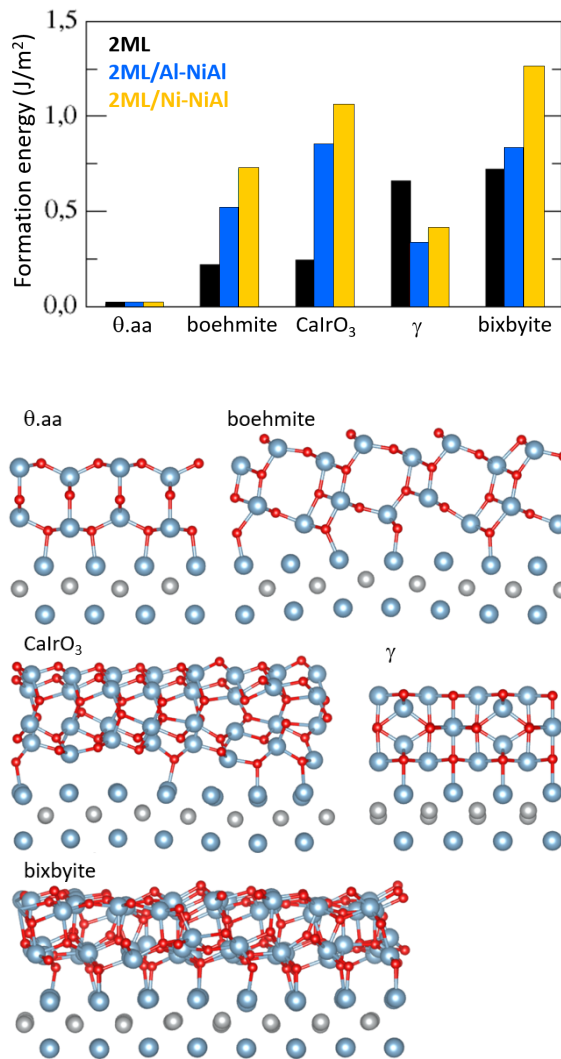 1,5
1,0
0,5
0,0
Formation energy (J/m²)
2ML
2ML/Al-NiAl
2ML/Ni-NiAl
θ.aa boehmite CaIrO₃ γ bixbyite
θ.aa boehmite
CaIrO₃ γ
bixbyite